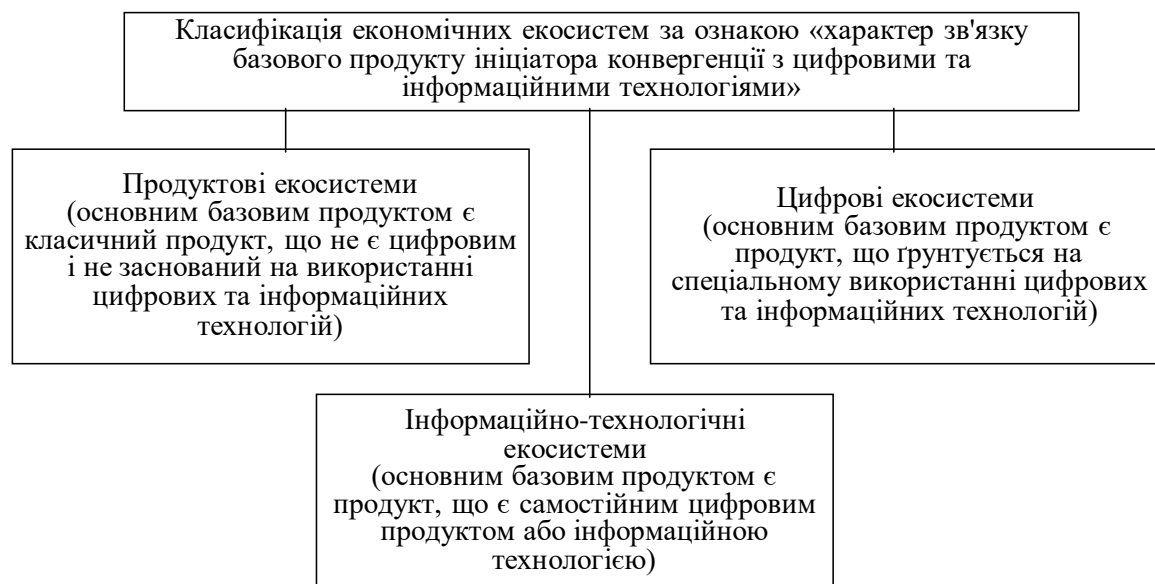 Класифікація економічних екосистем за ознакою «характер зв'язку
базового продукту ініціатора конвергенції з цифровими та
інформаційними технологіями»
Продуктові екосистеми
(основним базовим продуктом є
класичний продукт, що не є цифровим
і не заснований на використанні
цифрових та інформаційних
технологій)
Цифрові екосистеми
(основним базовим продуктом є
продукт, що ґрунтується на
спеціальному використанні цифрових
та інформаційних технологій)
Інформаційно-технологічні
екосистеми
(основним базовим продуктом є
продукт, що є самостійним цифровим
продуктом або інформаційною
технологією)